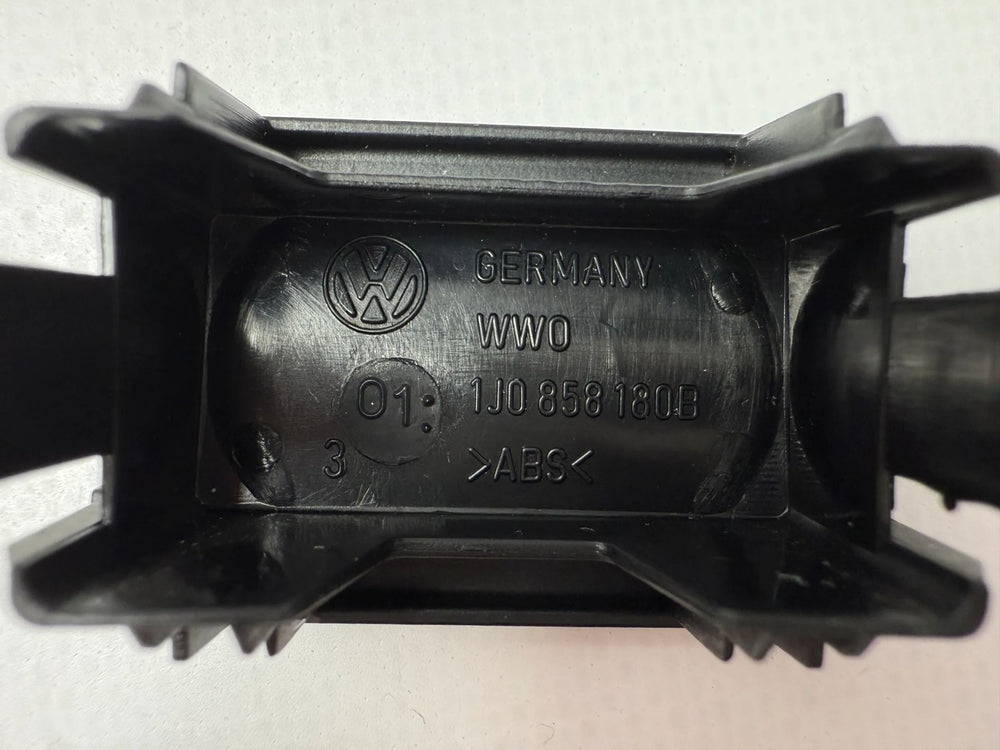 GERMANY
WWO
01:
1J0 858 180B
3
>ABS<